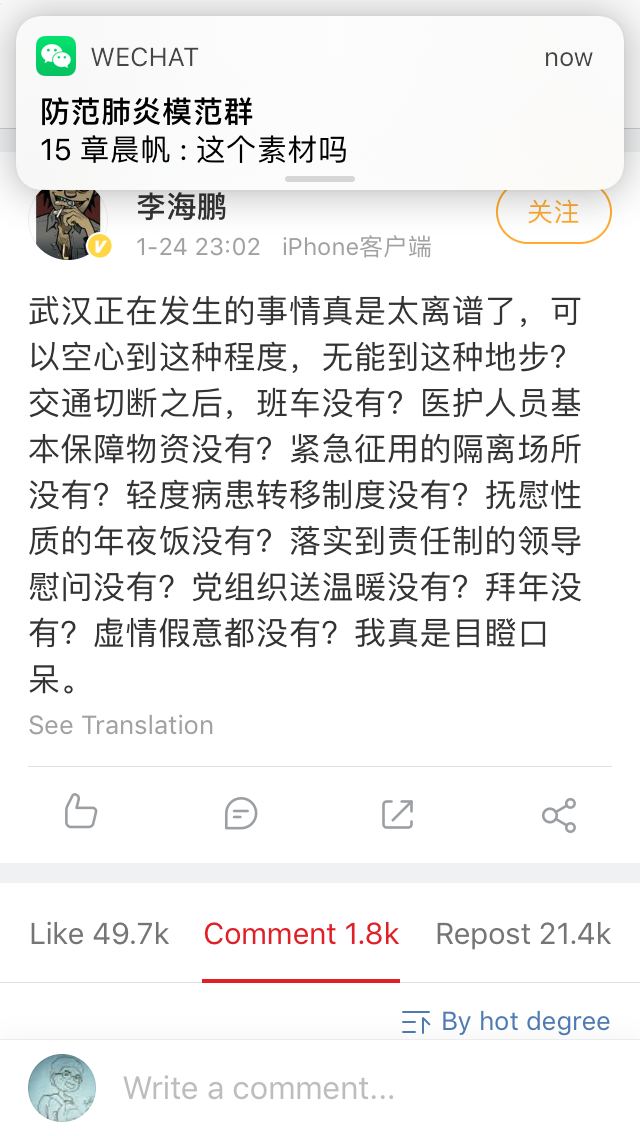 WECHAT
now
防范肺炎模范群
15 章晨帆 : 这个素材吗
李海鹏
关注
1-24 23:02 iPhone客户端
武汉正在发生的事情真是太离谱了，可
以空心到这种程度，无能到这种地步？
交通切断之后，班车没有？医护人员基
本保障物资没有？紧急征用的隔离场所
没有？轻度病患转移制度没有？抚慰性
质的年夜饭没有？落实到责任制的领导
慰问没有？党组织送温暖没有？拜年没
有？虚情假意都没有？我真是目瞪口
呆。
See Translation
Like 49.7k
Comment 1.8k
Repost 21.4k
By hot degree
Write a comment...